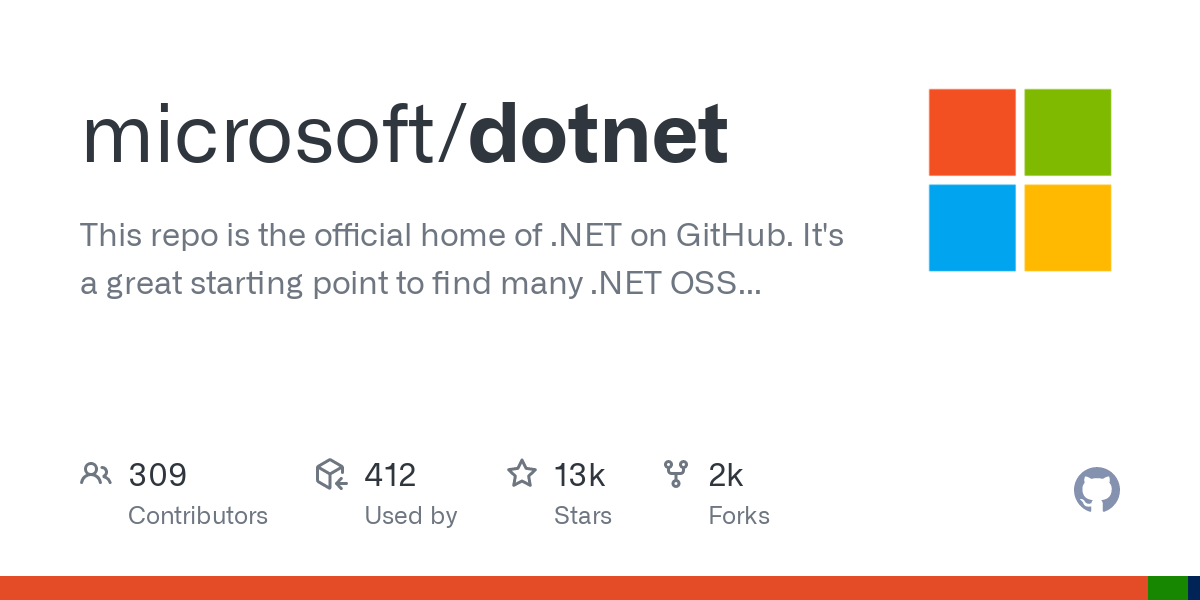 microsoft/dotnet
This repo is the official home of .NET on GitHub. It's
a great starting point to find many .NET OSS...
309 412 13k 2k
Contributors Used by Stars Forks